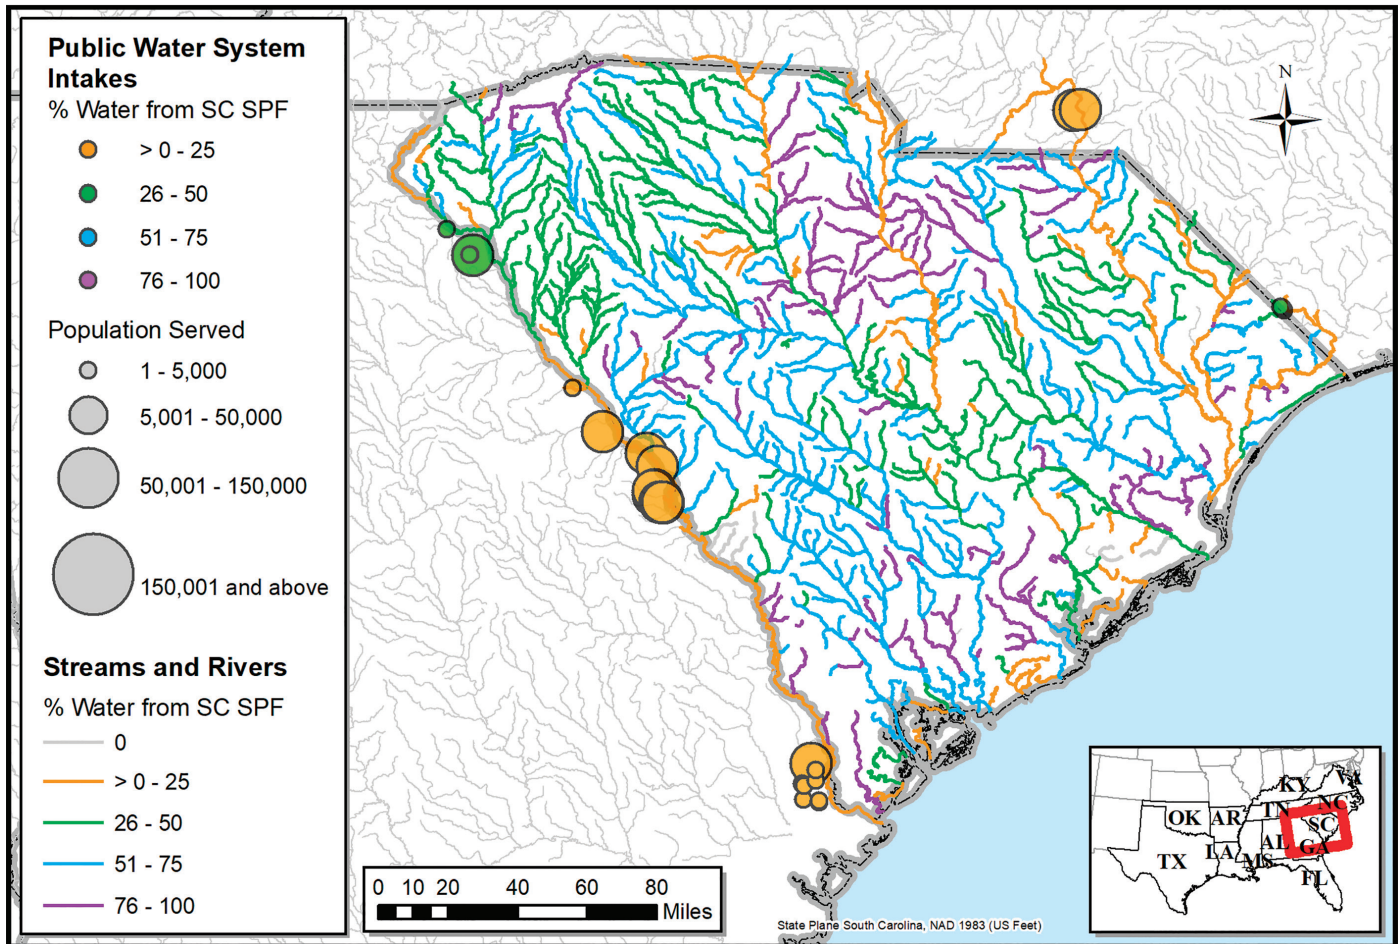 Public Water System
Intakes
% Water from SC SPF
> 0 - 25
26 - 50
51 - 75
76 - 100
Population Served
1 - 5,000
5,001 - 50,000
50,001 - 150,000
150,001 and above
Streams and Rivers
% Water from SC SPF
0
> 0 - 25
26 - 50
51 - 75
76 - 100
N
0 10 20 40 60 80
Miles
State Plane South Carolina, NAD 1983 (US Feet)
KY VA
TN NC
OK AR SC
AL GA
TX LA MS
FL